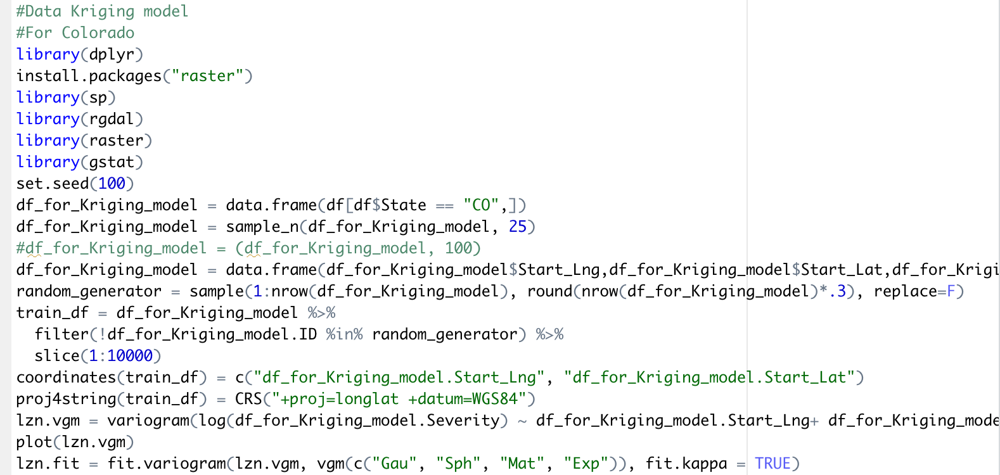 #Data Kriging model
#For Colorado
library(dplyr)
install.packages("raster")
library(sp)
library(rgdal)
library(raster)
library(gstat)
set.seed(100)
df_for_Kriging_model = data.frame(df[df$State == "CO",])
df_for_Kriging_model = sample_n(df_for_Kriging_model, 25)
#df_for_Kriging_model = (df_for_Kriging_model, 100)
df_for_Kriging_model = data.frame(df_for_Kriging_model$Start_Lng,df_for_Kriging_model$Start_Lat,df_for_Krigi
random_generator = sample(1:nrow(df_for_Kriging_model), round(nrow(df_for_Kriging_model)*.3), replace=F)
train_df = df_for_Kriging_model %>%
  filter(!df_for_Kriging_model.ID %in% random_generator) %>%
  slice(1:10000)
coordinates(train_df) = c("df_for_Kriging_model.Start_Lng", "df_for_Kriging_model.Start_Lat")
proj4string(train_df) = CRS("+proj=longlat +datum=WGS84")
lzn.vgm = variogram(log(df_for_Kriging_model.Severity) ~ df_for_Kriging_model.Start_Lng+ df_for_Kriging_mode
plot(lzn.vgm)
lzn.fit = fit.variogram(lzn.vgm, vgm(c("Gau", "Sph", "Mat", "Exp")), fit.kappa = TRUE)